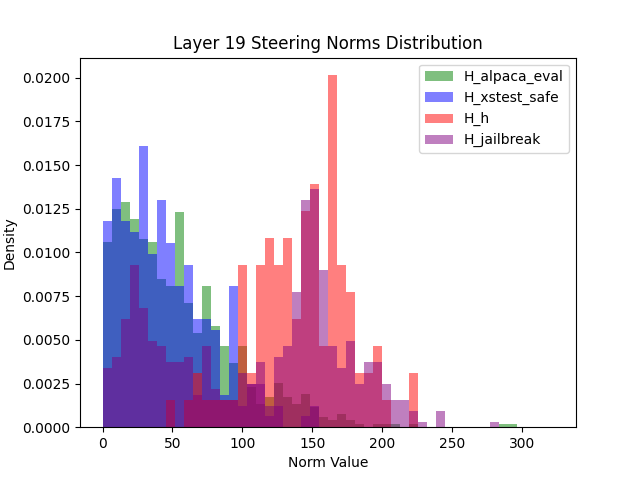 Layer 19 Steering Norms Distribution
H_alpaca_eval
H_xstest_safe
H_h
H_jailbreak
0.0200
0.0175
0.0150
0.0125
0.0100
0.0075
0.0050
0.0025
0.0000
Density
0 50 100 150 200 250 300
Norm Value